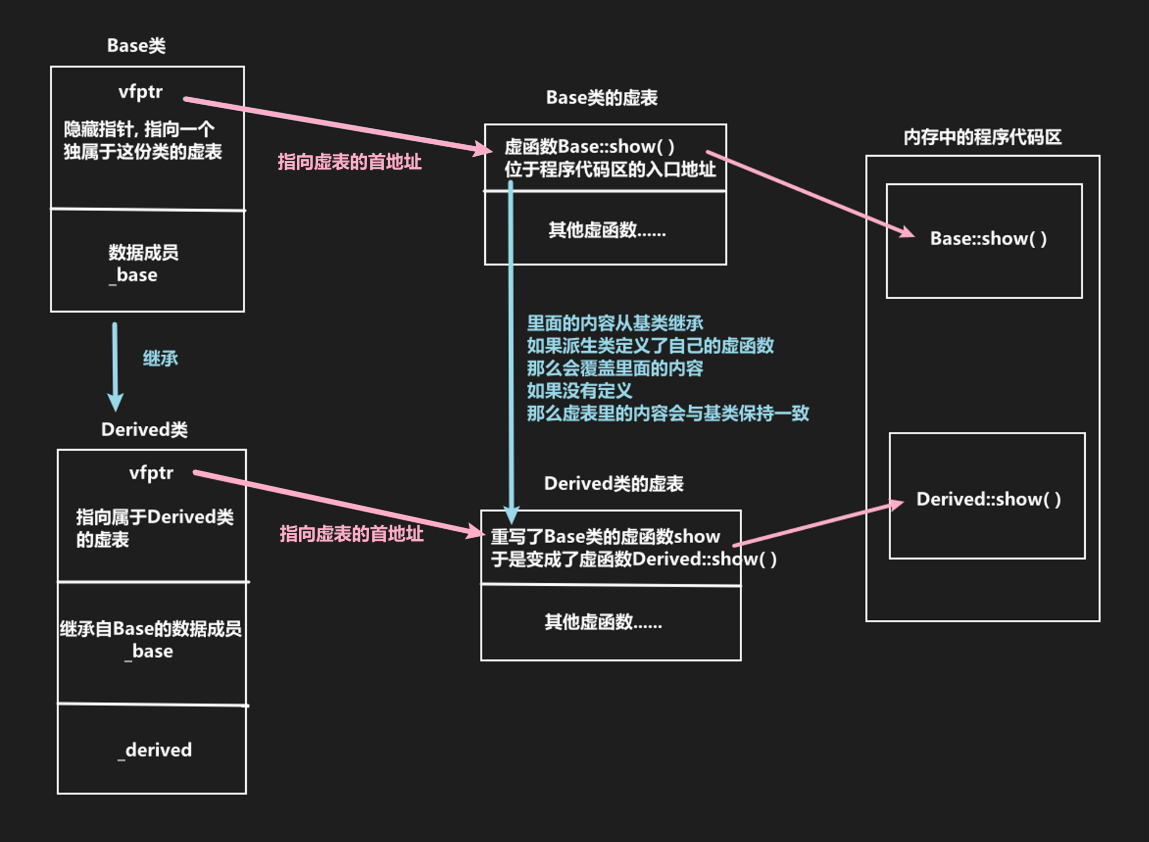 Base类
vfptr
隐藏指针, 指向一个
独属于这份类的虚表
数据成员
_base
继承
Derived类
vfptr
指向属于Derived类
的虚表
继承自Base的数据成员
_base
_derived
指向虚表的首地址
指向虚表的首地址
Base类的虚表
虚函数Base::show( )
位于程序代码区的入口地址
其他虚函数......
里面的内容从基类继承
如果派生类定义了自己的虚函数
那么会覆盖里面的内容
如果没有定义
那么虚表里的内容会与基类保持一致
Derived类的虚表
重写了Base类的虚函数show
于是变成了虚函数Derived::show( )
其他虚函数......
内存中的程序代码区
Base::show( )
Derived::show( )